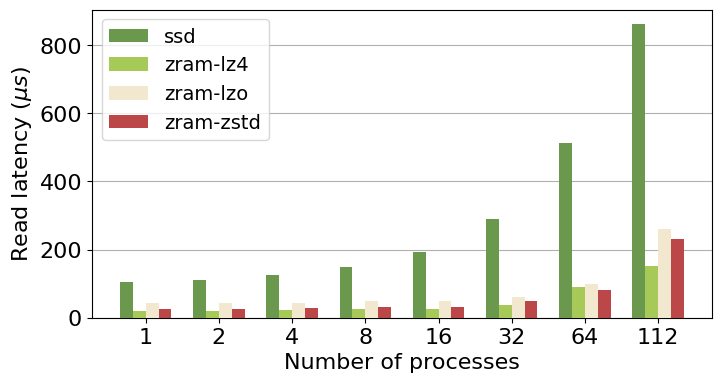 Read latency (μs)
800
600
400
200
0
ssd
zram-lz4
zram-lzo
zram-zstd
1 2 4 8 16 32 64 112
Number of processes